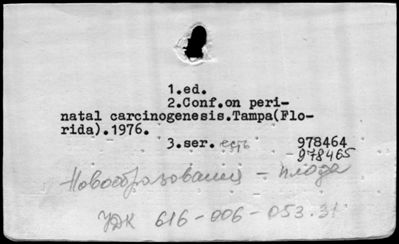 1.ed.
2.Conf.on peri-
natal carcinogenesis.Tampa(Flo-
rida).1976.
3.ser. есть 978464
978465
Новообразования - плода
УДК 616-006-053.31